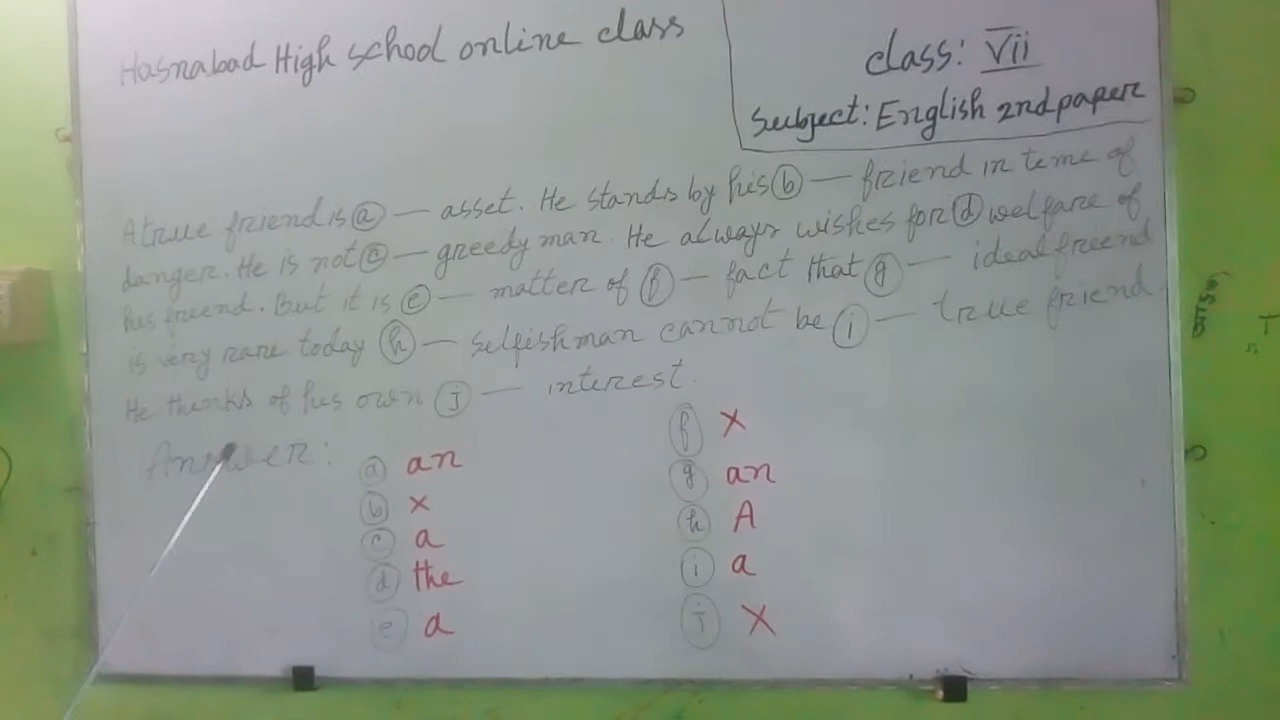 Hasnabad High school online class
class: Vii
Subject: English 2nd paper
A true friend is ⓐ — asset. He stands by his ⓑ — friend in time of
danger. He is not ⓒ — greedy man. He always wishes for ⓓ welfare of
his friend. But it is ⓔ — matter of ⓕ — fact that ⓖ — ideal friend
is very rare today ⓗ — selfish man cannot be ⓘ — true friend.
He thinks of his own ⓙ — interest.
Answer:
ⓐ an
ⓑ x
ⓒ a
ⓓ the
ⓔ a
ⓕ X
ⓖ an
ⓗ A
ⓘ a
ⓙ X